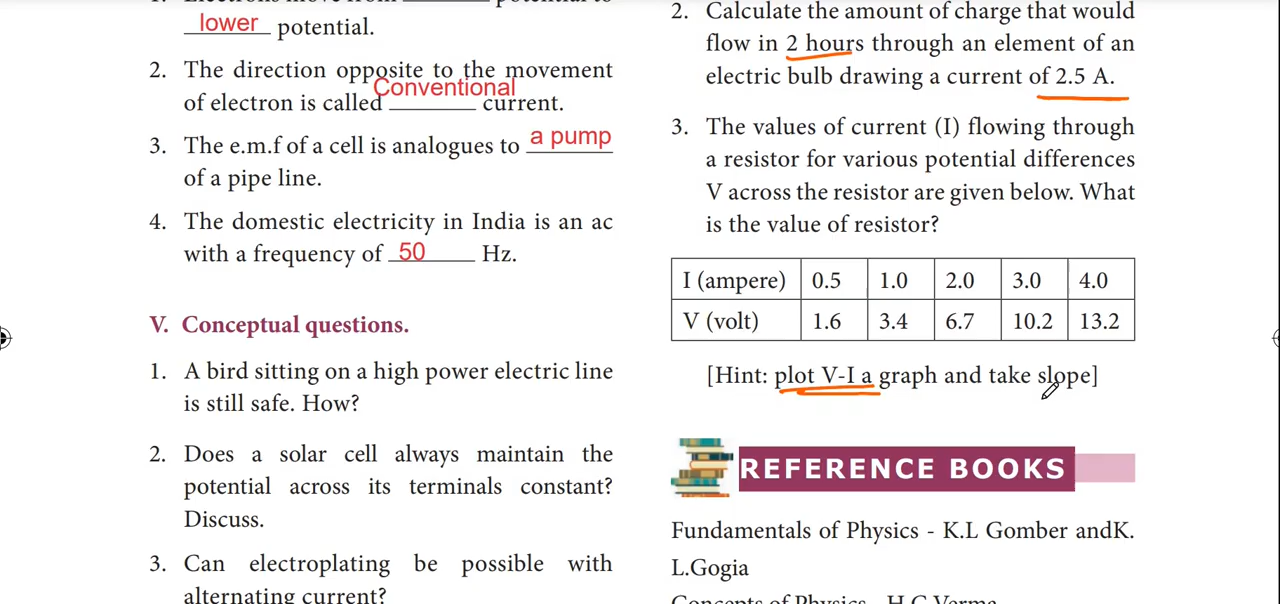 lower potential.
2. The direction opposite to the movement
of electron is called Conventional current.
3. The e.m.f of a cell is analogues to a pump
of a pipe line.
4. The domestic electricity in India is an ac
with a frequency of 50 Hz.
V. Conceptual questions.
1. A bird sitting on a high power electric line
is still safe. How?
2. Does a solar cell always maintain the
potential across its terminals constant?
Discuss.
3. Can electroplating be possible with
alternating current?
2. Calculate the amount of charge that would
flow in 2 hours through an element of an
electric bulb drawing a current of 2.5 A.
3. The values of current (I) flowing through
a resistor for various potential differences
V across the resistor are given below. What
is the value of resistor?
I (ampere) 0.5 1.0 2.0 3.0 4.0
V (volt) 1.6 3.4 6.7 10.2 13.2
[Hint: plot V-I a graph and take slope]
REFERENCE BOOKS
Fundamentals of Physics - K.L Gomber andK.
L.Gogia
Concepts of Physics - H.C Verma